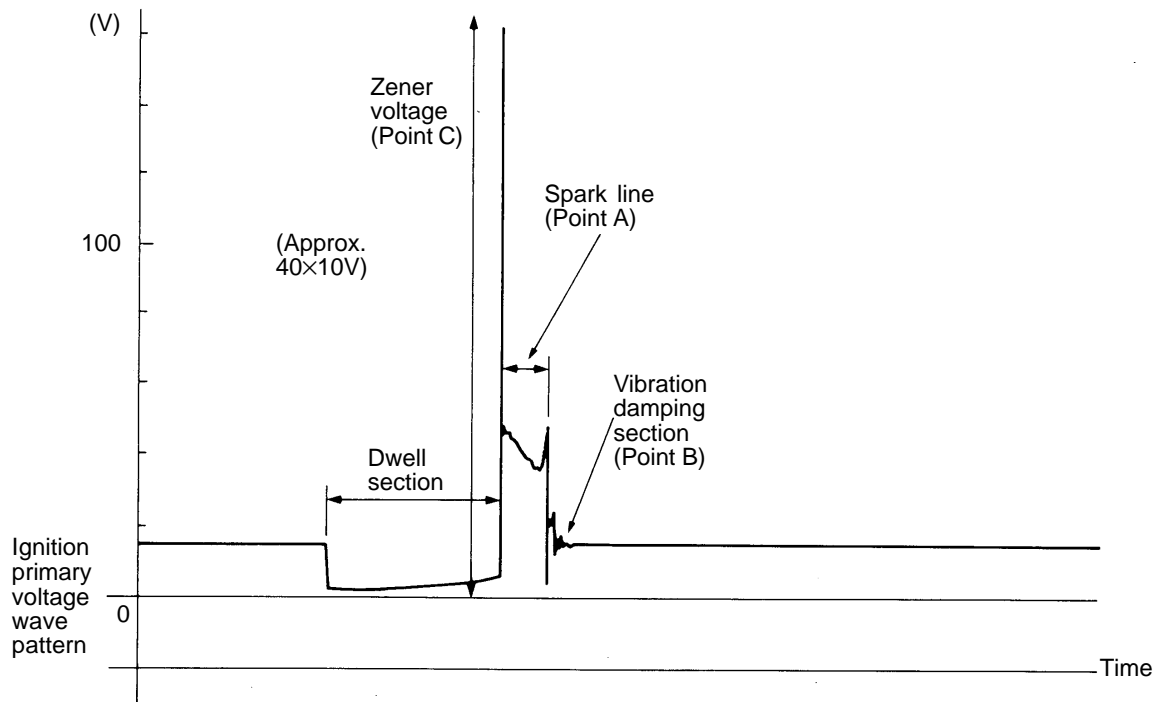 (V)
Zener
voltage
(Point C)
Spark line
(Point A)
100
(Approx.
40×10V)
Vibration
damping
section
(Point B)
Dwell
section
Ignition
primary
voltage
wave
pattern
0
Time